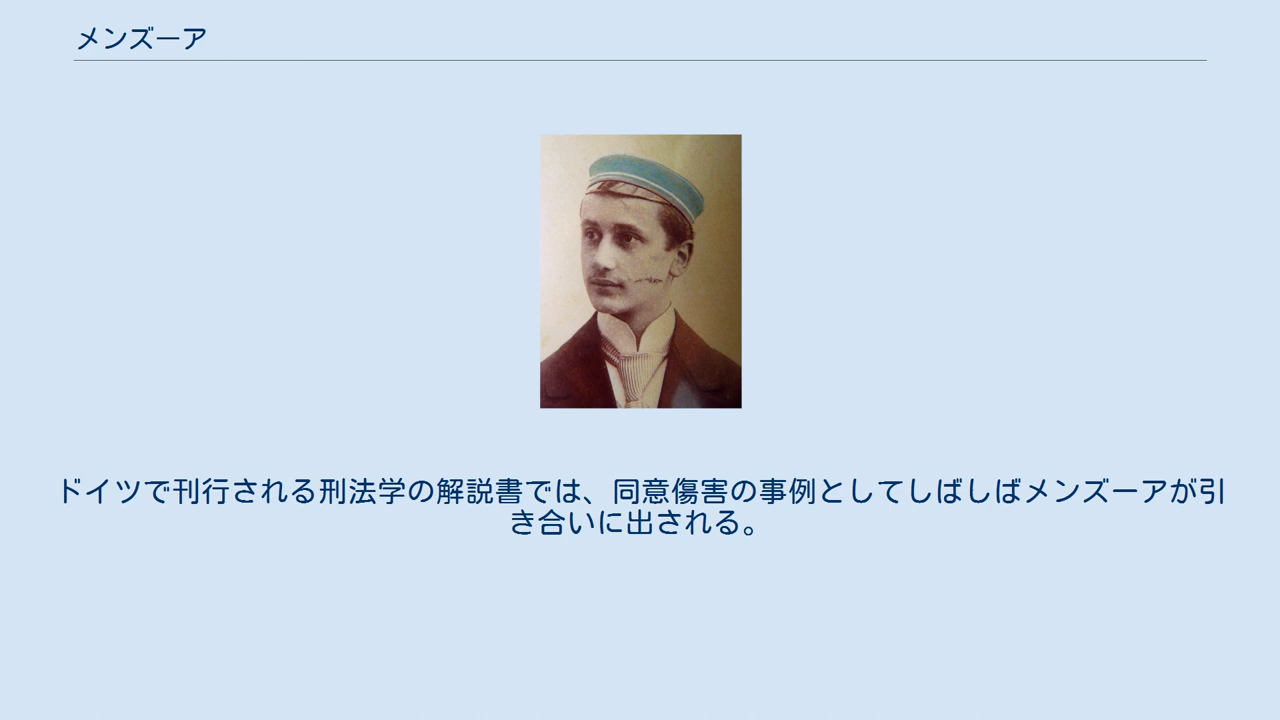 メンズーア
ドイツで刊行される刑法学の解説書では、同意傷害の事例としてしばしばメンズーアが引
き合いに出される。